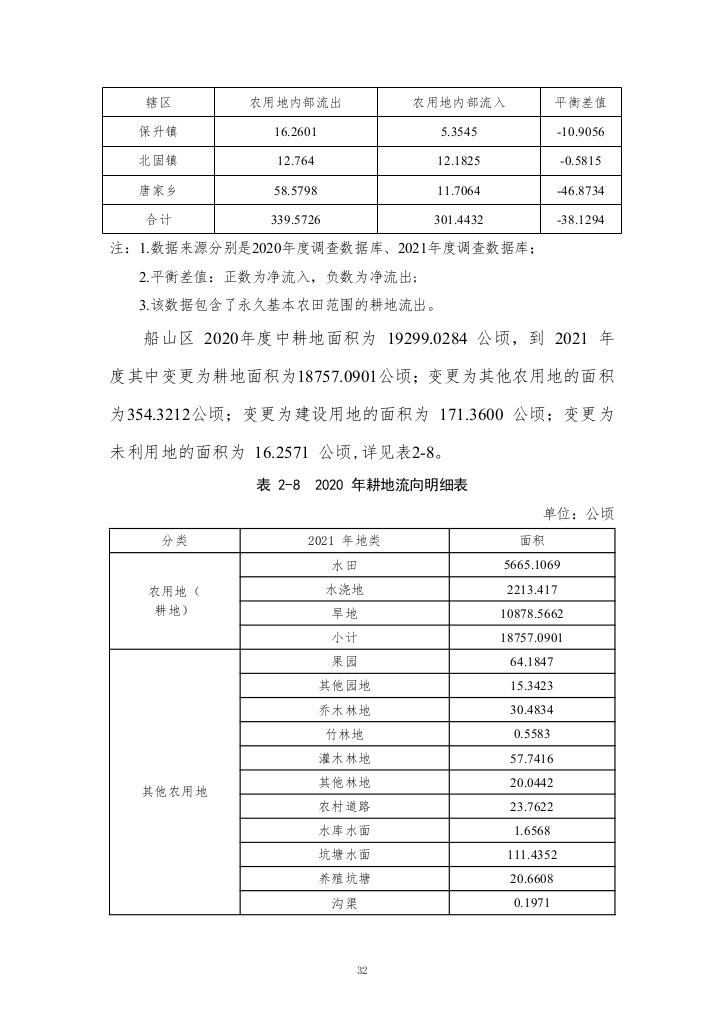 辖区 农用地内部流出 农用地内部流入 平衡差值
保升镇 16.2601 5.3545 -10.9056
北固镇 12.764 12.1825 -0.5815
唐家乡 58.5798 11.7064 -46.8734
合计 339.5726 301.4432 -38.1294
注：1.数据来源分别是2020年度调查数据库、2021年度调查数据库；
2.平衡差值：正数为净流入，负数为净流出;
3.该数据包含了永久基本农田范围的耕地流出。
船山区 2020年度中耕地面积为 19299.0284 公顷，到 2021 年
度其中变更为耕地面积为18757.0901公顷；变更为其他农用地的面积
为354.3212公顷；变更为建设用地的面积为 171.3600 公顷；变更为
未利用地的面积为 16.2571 公顷,详见表2-8。
表 2-8 2020 年耕地流向明细表
单位：公顷
分类 2021 年地类 面积
农用地（
耕地）
水田 5665.1069
水浇地 2213.417
旱地 10878.5662
小计 18757.0901
其他农用地
果园 64.1847
其他园地 15.3423
乔木林地 30.4834
竹林地 0.5583
灌木林地 57.7416
其他林地 20.0442
农村道路 23.7622
水库水面 1.6568
坑塘水面 111.4352
养殖坑塘 20.6608
沟渠 0.1971
32